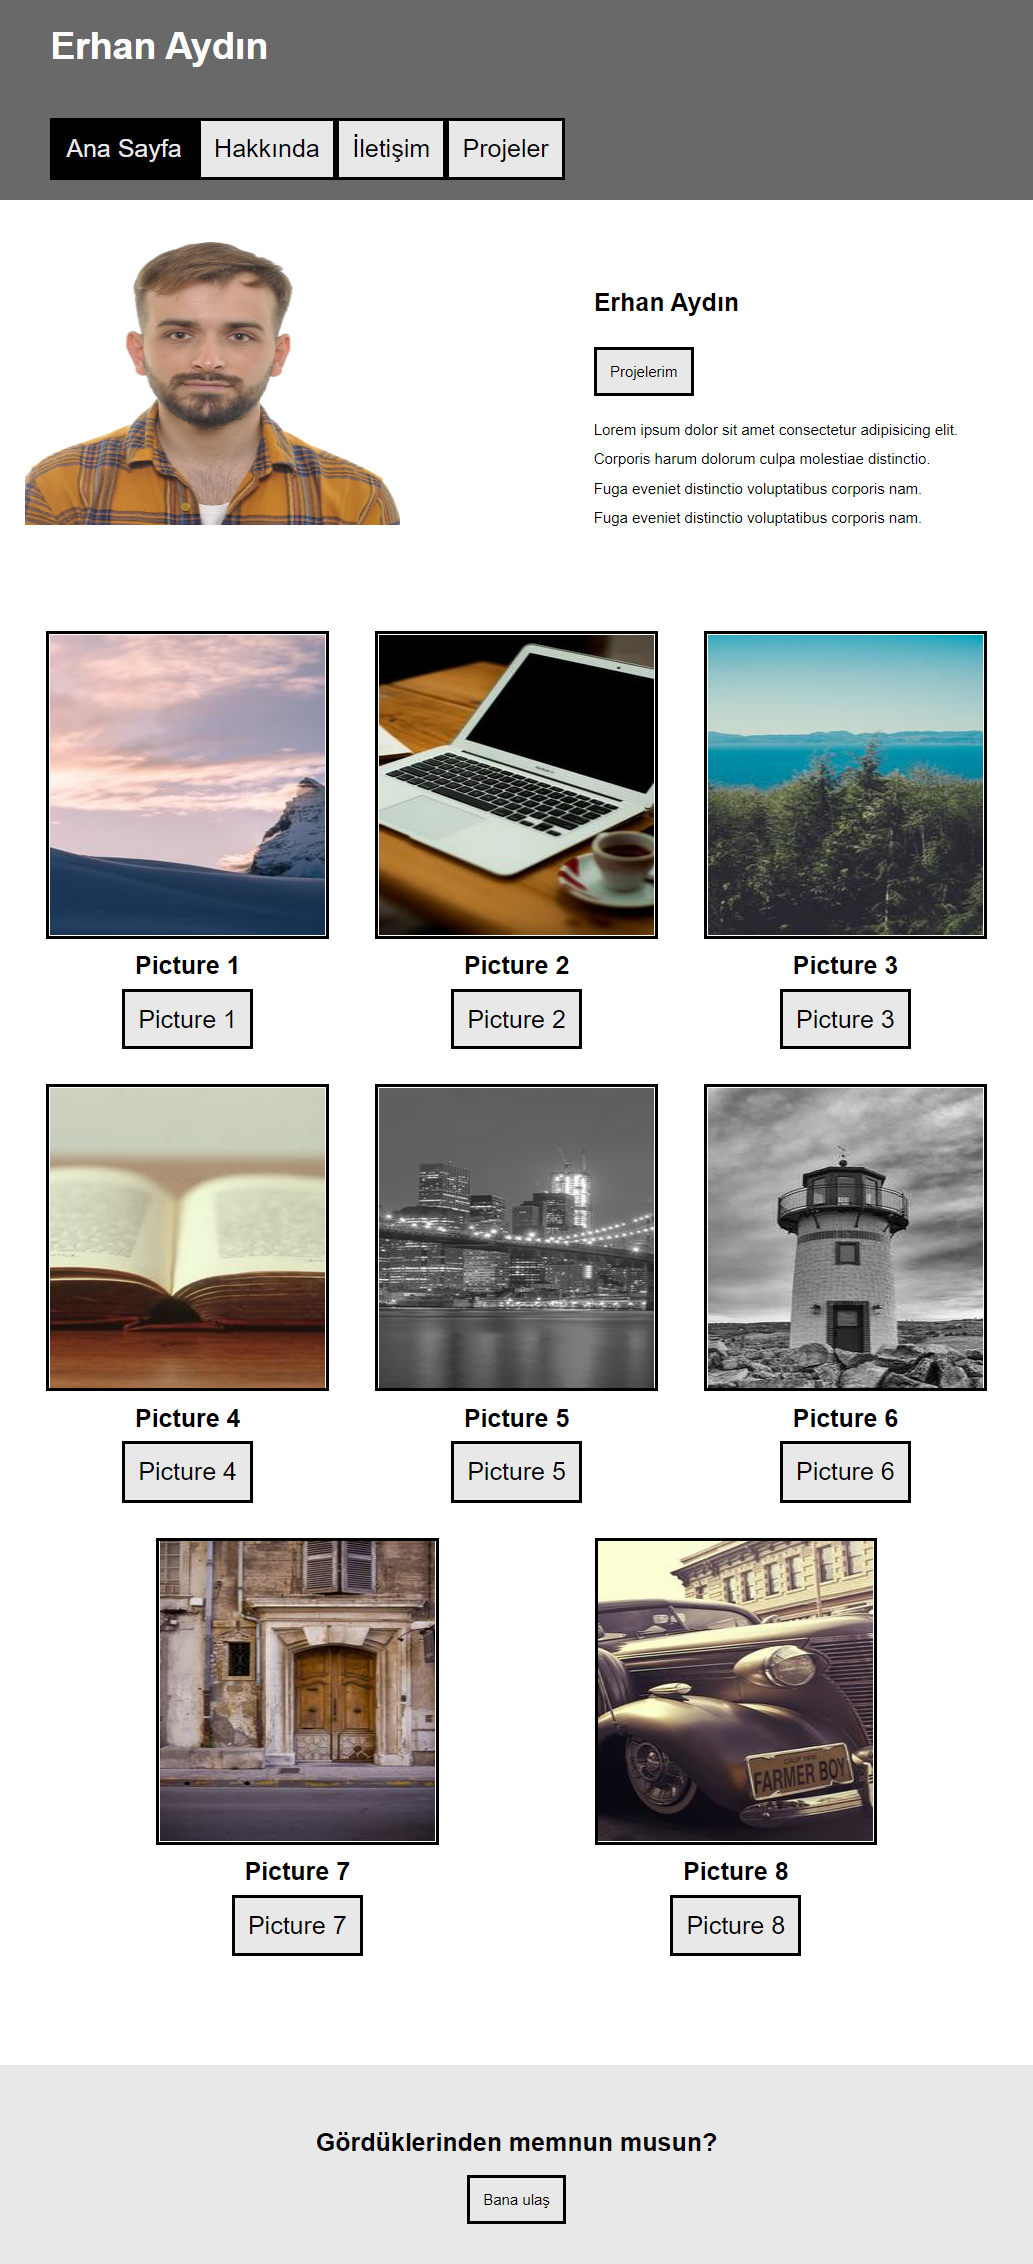 Erhan Aydın
Ana Sayfa Hakkında İletişim Projeler
Erhan Aydın
Projelerim
Lorem ipsum dolor sit amet consectetur adipisicing elit.
Corporis harum dolorum culpa molestiae distinctio.
Fuga eveniet distinctio voluptatibus corporis nam.
Fuga eveniet distinctio voluptatibus corporis nam.
Picture 1 Picture 2 Picture 3
Picture 1 Picture 2 Picture 3
Picture 4 Picture 5 Picture 6
Picture 4 Picture 5 Picture 6
FARMER BOY
Picture 7 Picture 8
Picture 7 Picture 8
Gördüklerinden memnun musun?
Bana ulaş